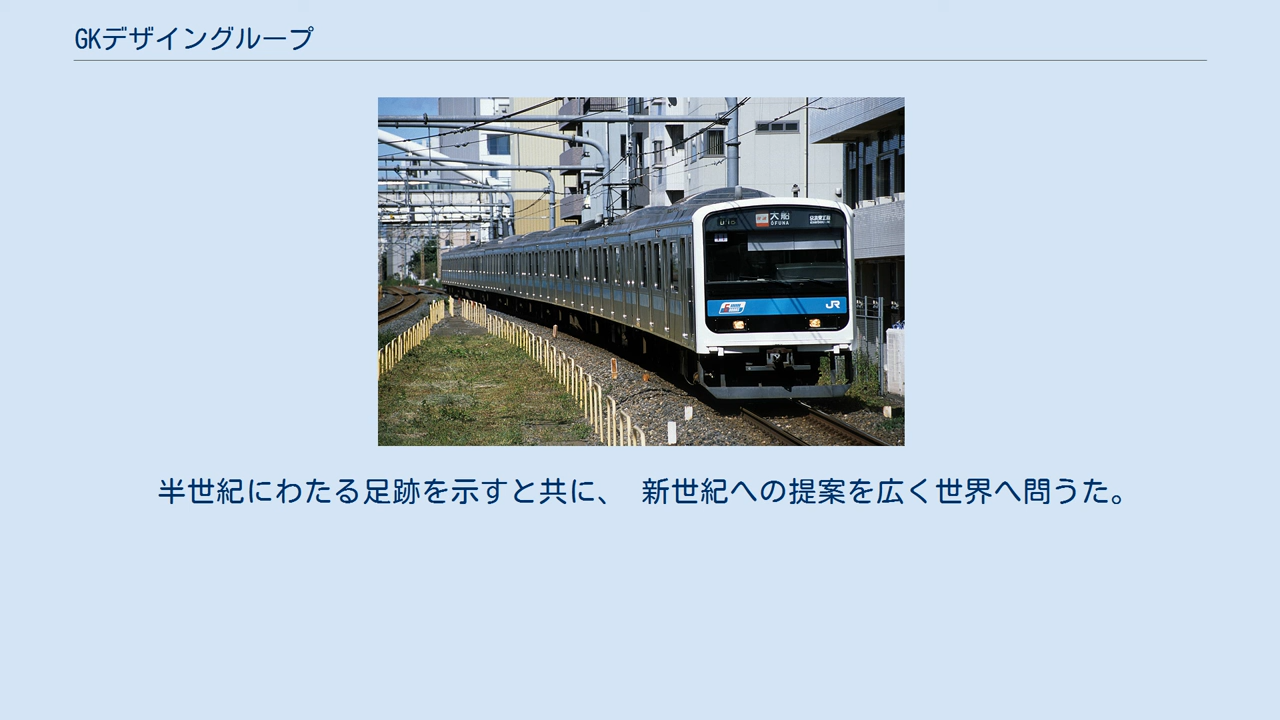 GKデザイングループ
大船
OFUNA
JR
半世紀にわたる足跡を示すと共に、 新世紀への提案を広く世界へ問うた。